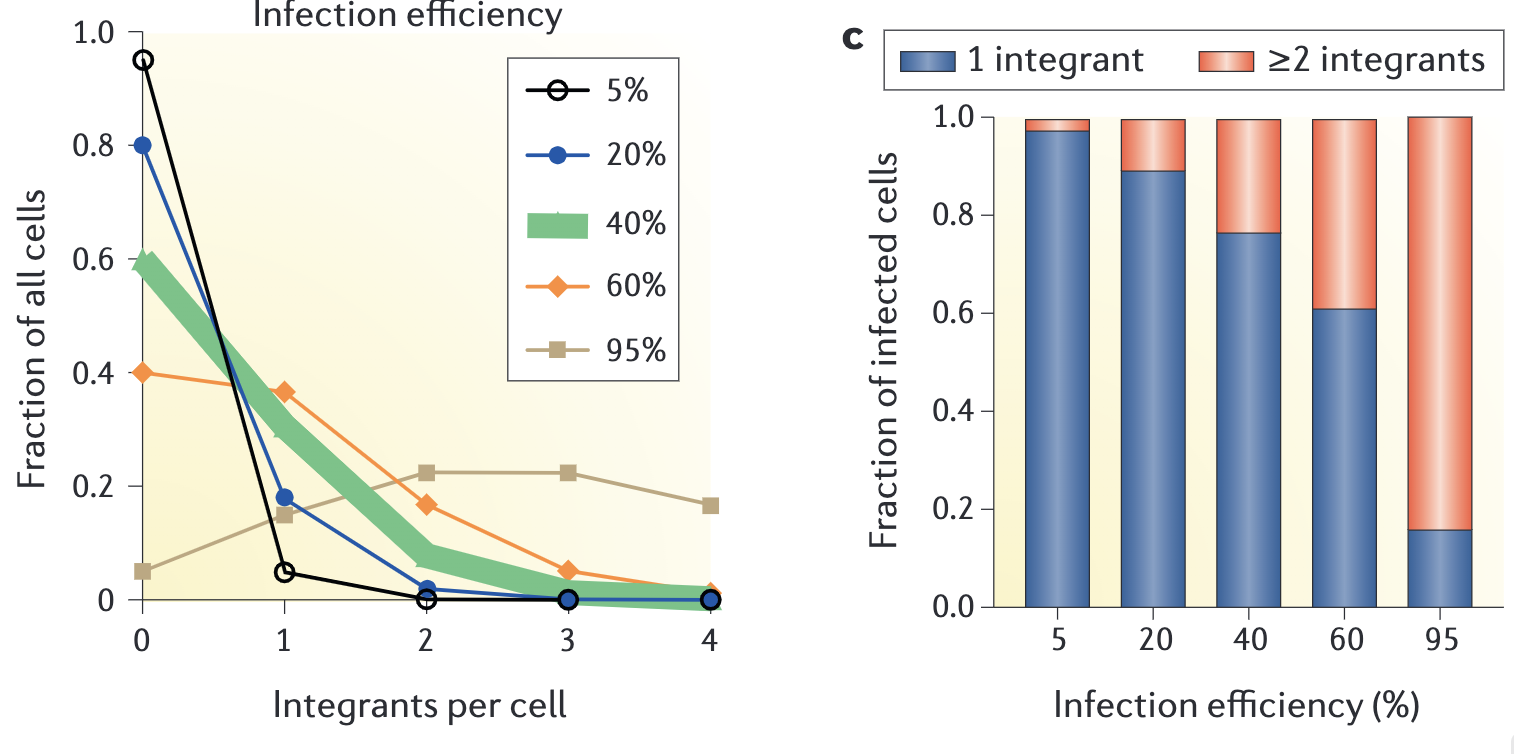 Infection efficiency
1.0
0.8
0.6
0.4
0.2
0
Fraction of all cells
5%
20%
40%
60%
95%
0 1 2 3 4
Integrants per cell
c
1 integrant
≥2 integrants
1.0
0.8
0.6
0.4
0.2
0.0
Fraction of infected cells
5 20 40 60 95
Infection efficiency (%)